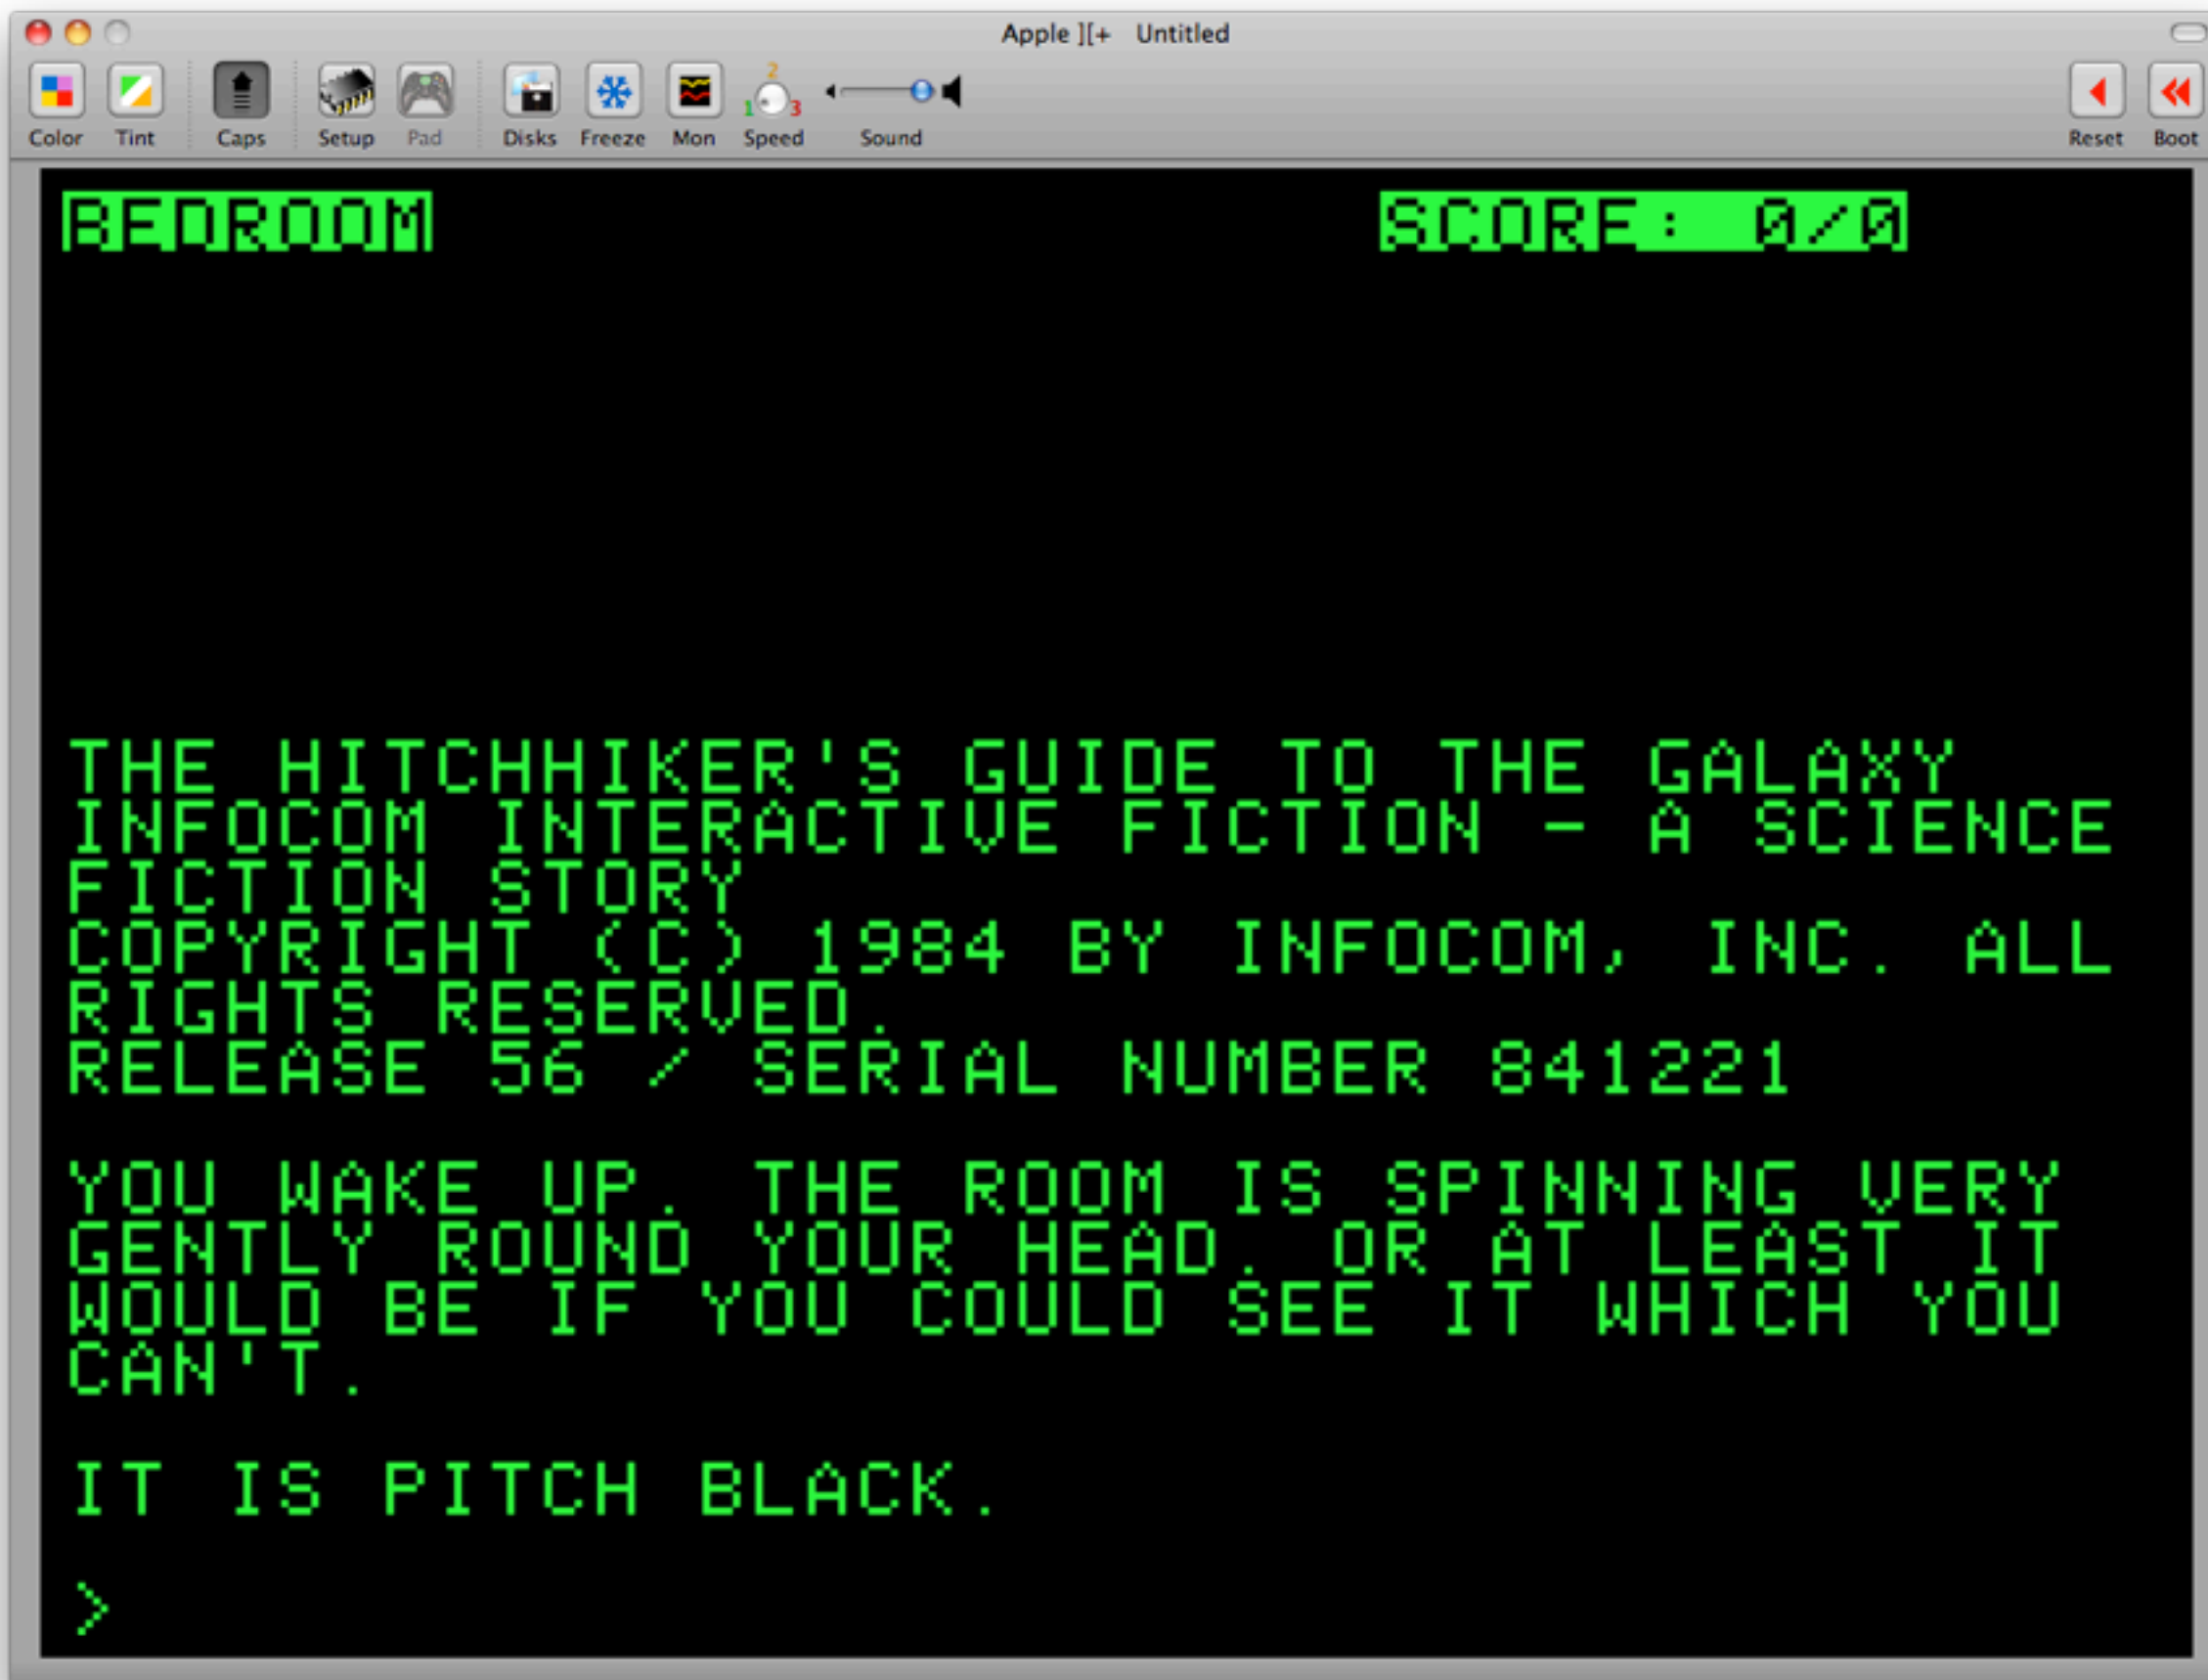 Apple ][+ Untitled
Color Tint Caps Setup Pad Disks Freeze Mon 1 2 3 Speed Sound Reset Boot
BEDROOM SCORE: 0/0
THE HITCHHIKER'S GUIDE TO THE GALAXY
INFOCOM INTERACTIVE FICTION - A SCIENCE
FICTION STORY
COPYRIGHT (C) 1984 BY INFOCOM, INC. ALL
RIGHTS RESERVED.
RELEASE 56 / SERIAL NUMBER 841221
YOU WAKE UP. THE ROOM IS SPINNING VERY
GENTLY ROUND YOUR HEAD. OR AT LEAST IT
WOULD BE IF YOU COULD SEE IT WHICH YOU
CAN'T.
IT IS PITCH BLACK.
>